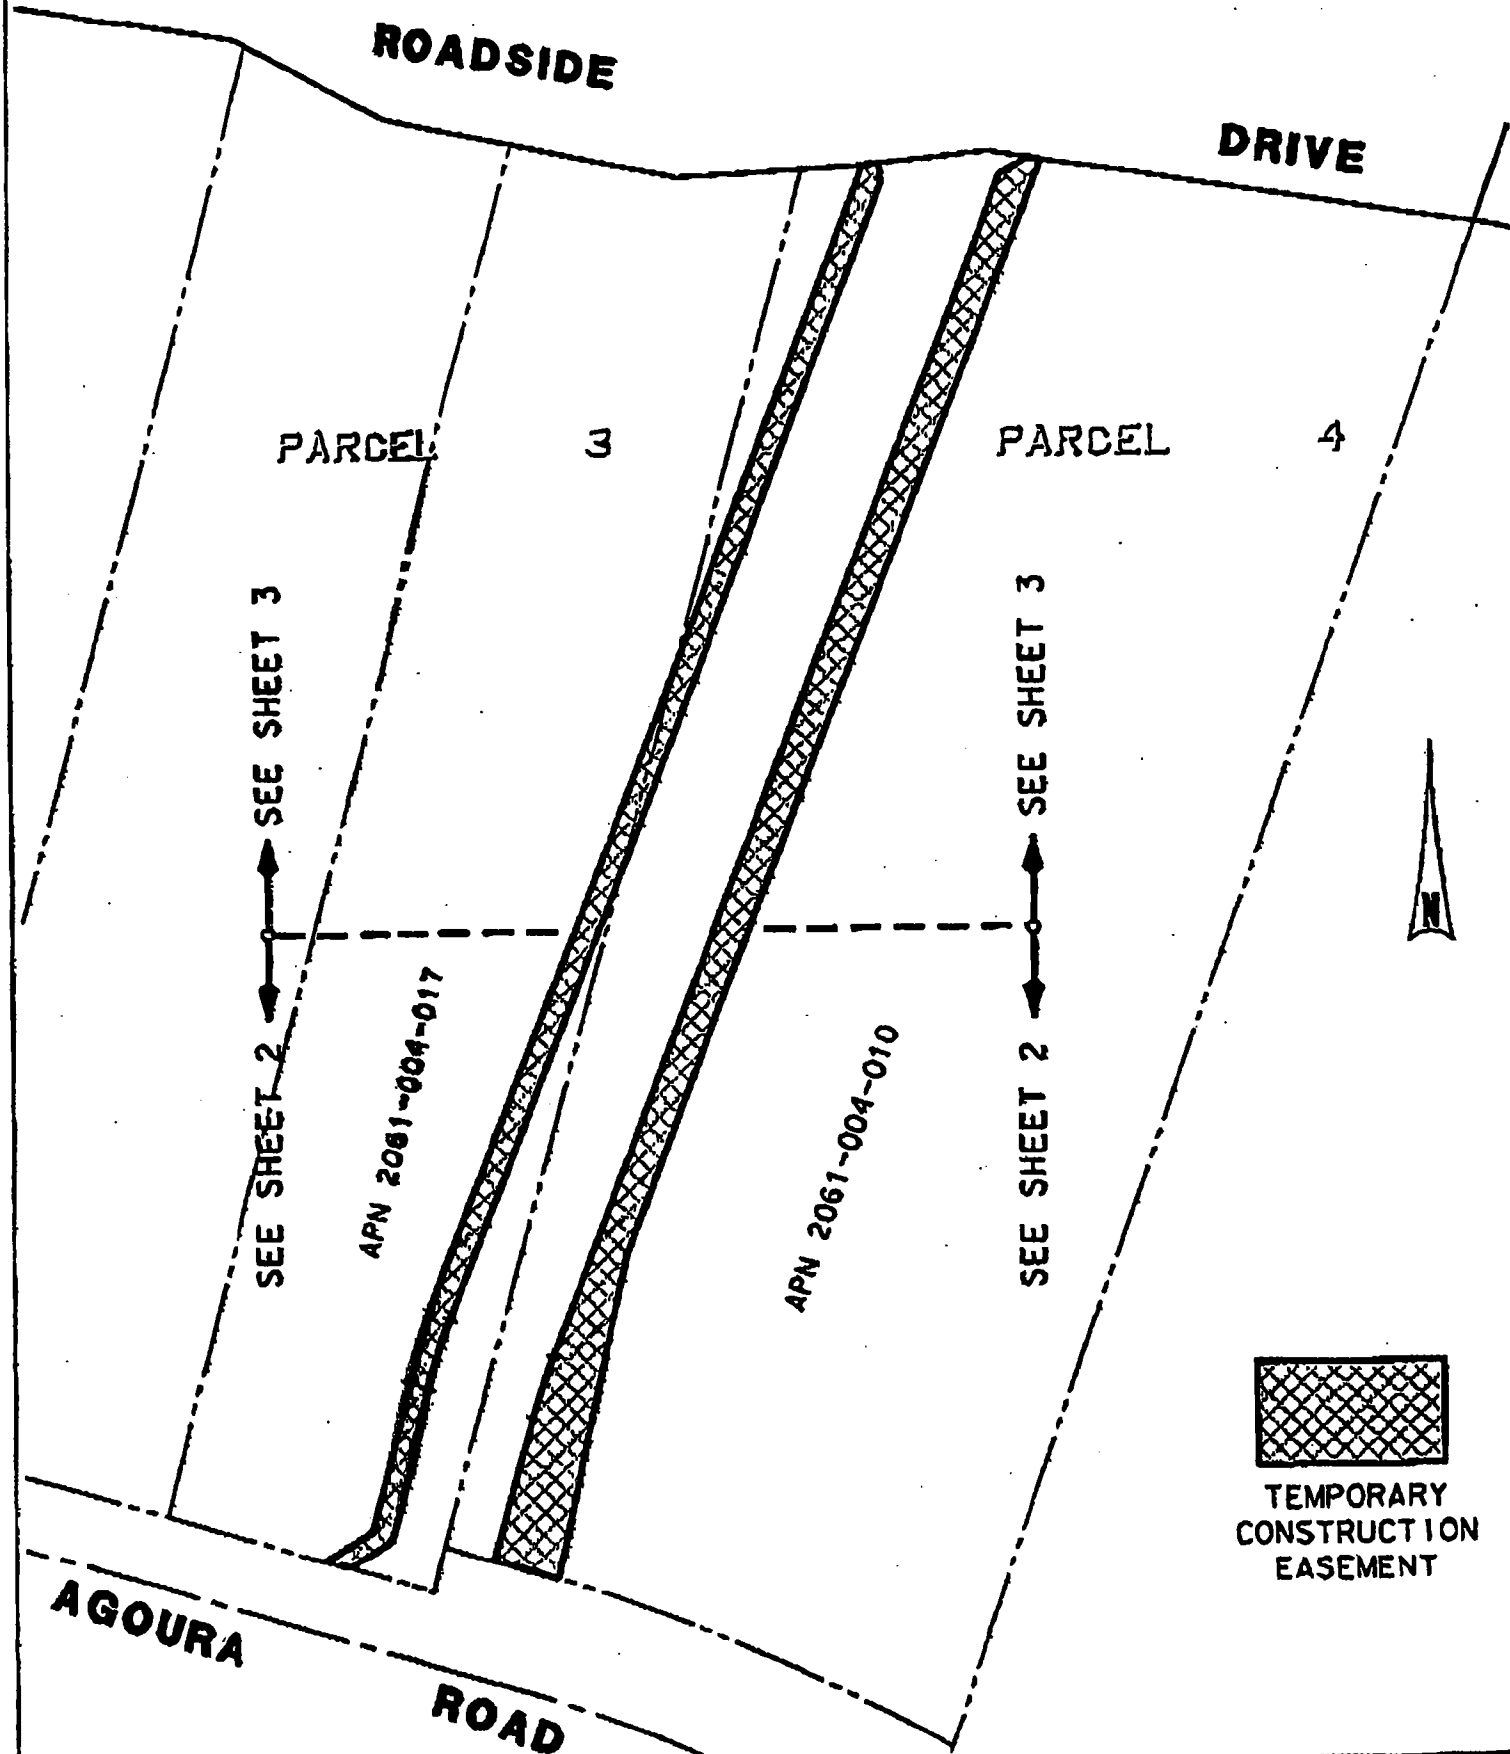 ROADSIDE
DRIVE
PARCEL 3
PARCEL 4
SEE SHEET 3
SEE SHEET 3
N
SEE SHEET 2
APN 2061-004-017
APN 2061-004-010
SEE SHEET 2
TEMPORARY
CONSTRUCTION
EASEMENT
AGOURA
ROAD